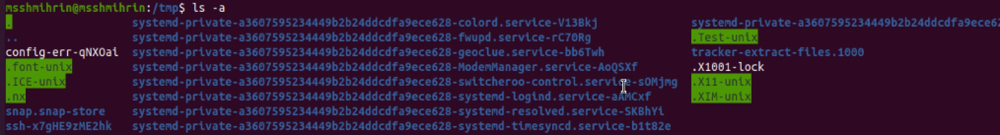 msshmihrin@msshmihrin:/tmp$ ls -a
. systemd-private-a3607595234449b2b24ddcdfa9ece628-colord.service-V13Bkj systemd-private-a3607595234449b2b24ddcdfa9ece62
.. systemd-private-a3607595234449b2b24ddcdfa9ece628-fwupd.service-rC70Rg .Test-unix
config-err-qNXOai systemd-private-a3607595234449b2b24ddcdfa9ece628-geoclue.service-bb6Twh tracker-extract-files.1000
.font-unix systemd-private-a3607595234449b2b24ddcdfa9ece628-ModemManager.service-AoQSXf .X1001-lock
.ICE-unix systemd-private-a3607595234449b2b24ddcdfa9ece628-switcheroo-control.service-sOMjmg .X11-unix
.nx systemd-private-a3607595234449b2b24ddcdfa9ece628-systemd-logind.service-aAMCxf .XIM-unix
snap.snap-store systemd-private-a3607595234449b2b24ddcdfa9ece628-systemd-resolved.service-SKBhYi
ssh-x7gHE9zME2hk systemd-private-a3607595234449b2b24ddcdfa9ece628-systemd-timesyncd.service-b1t82e